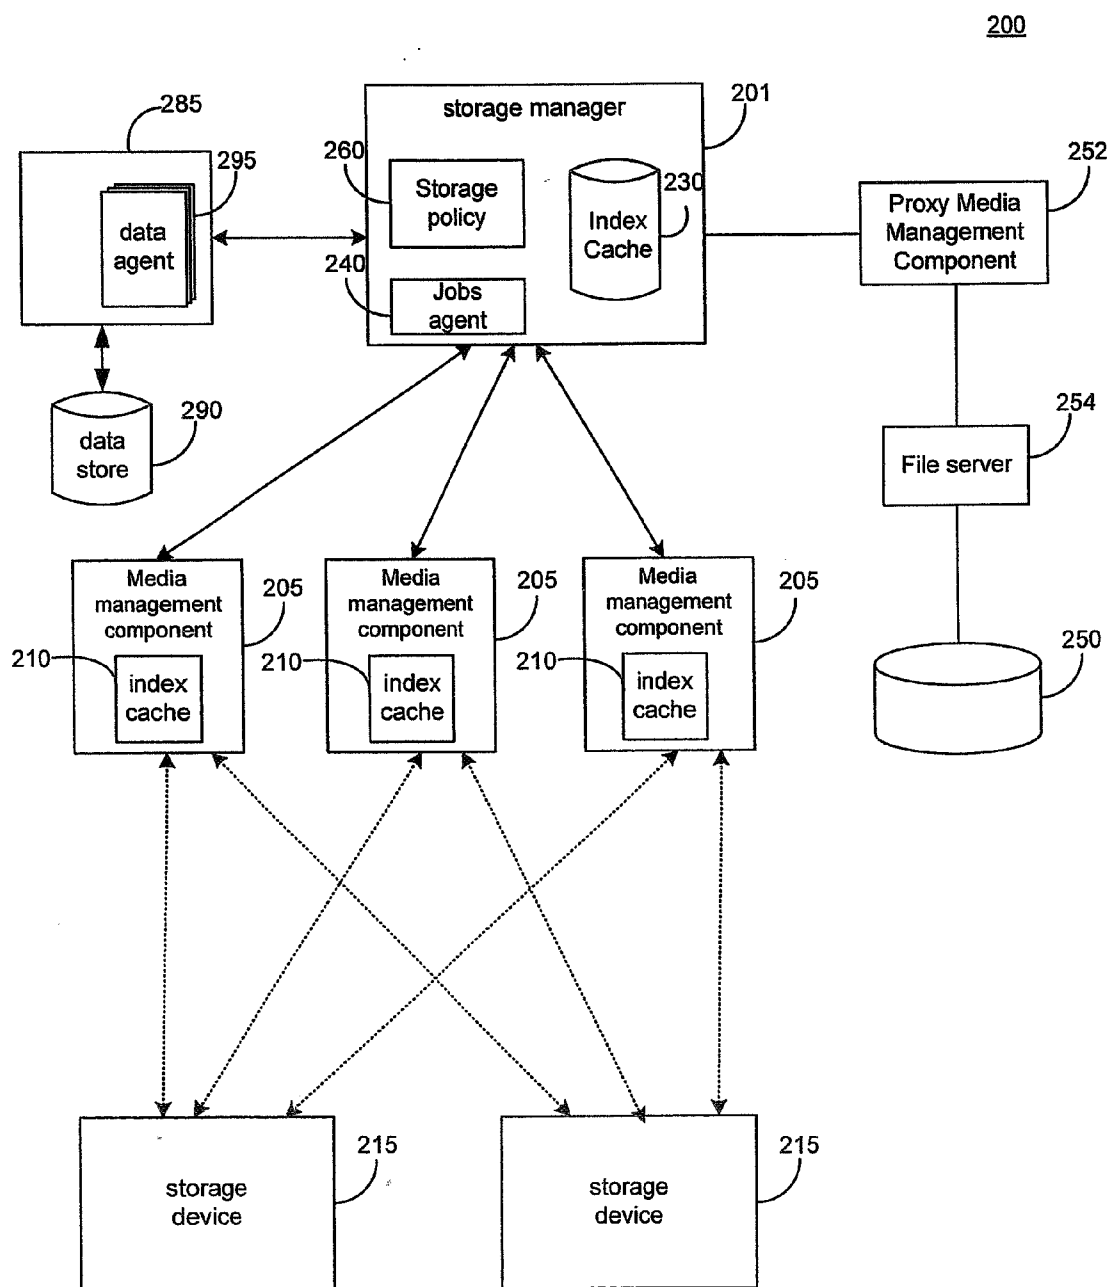 200
285
storage manager
201
295
260
Storage
policy
230
Index
Cache
252
Proxy Media
Management
Component
data
agent
240
Jobs
agent
290
data
store
254
File server
Media
management
component
205
Media
management
component
205
Media
management
component
205
210
index
cache
210
index
cache
210
index
cache
250
storage
device
215
storage
device
215